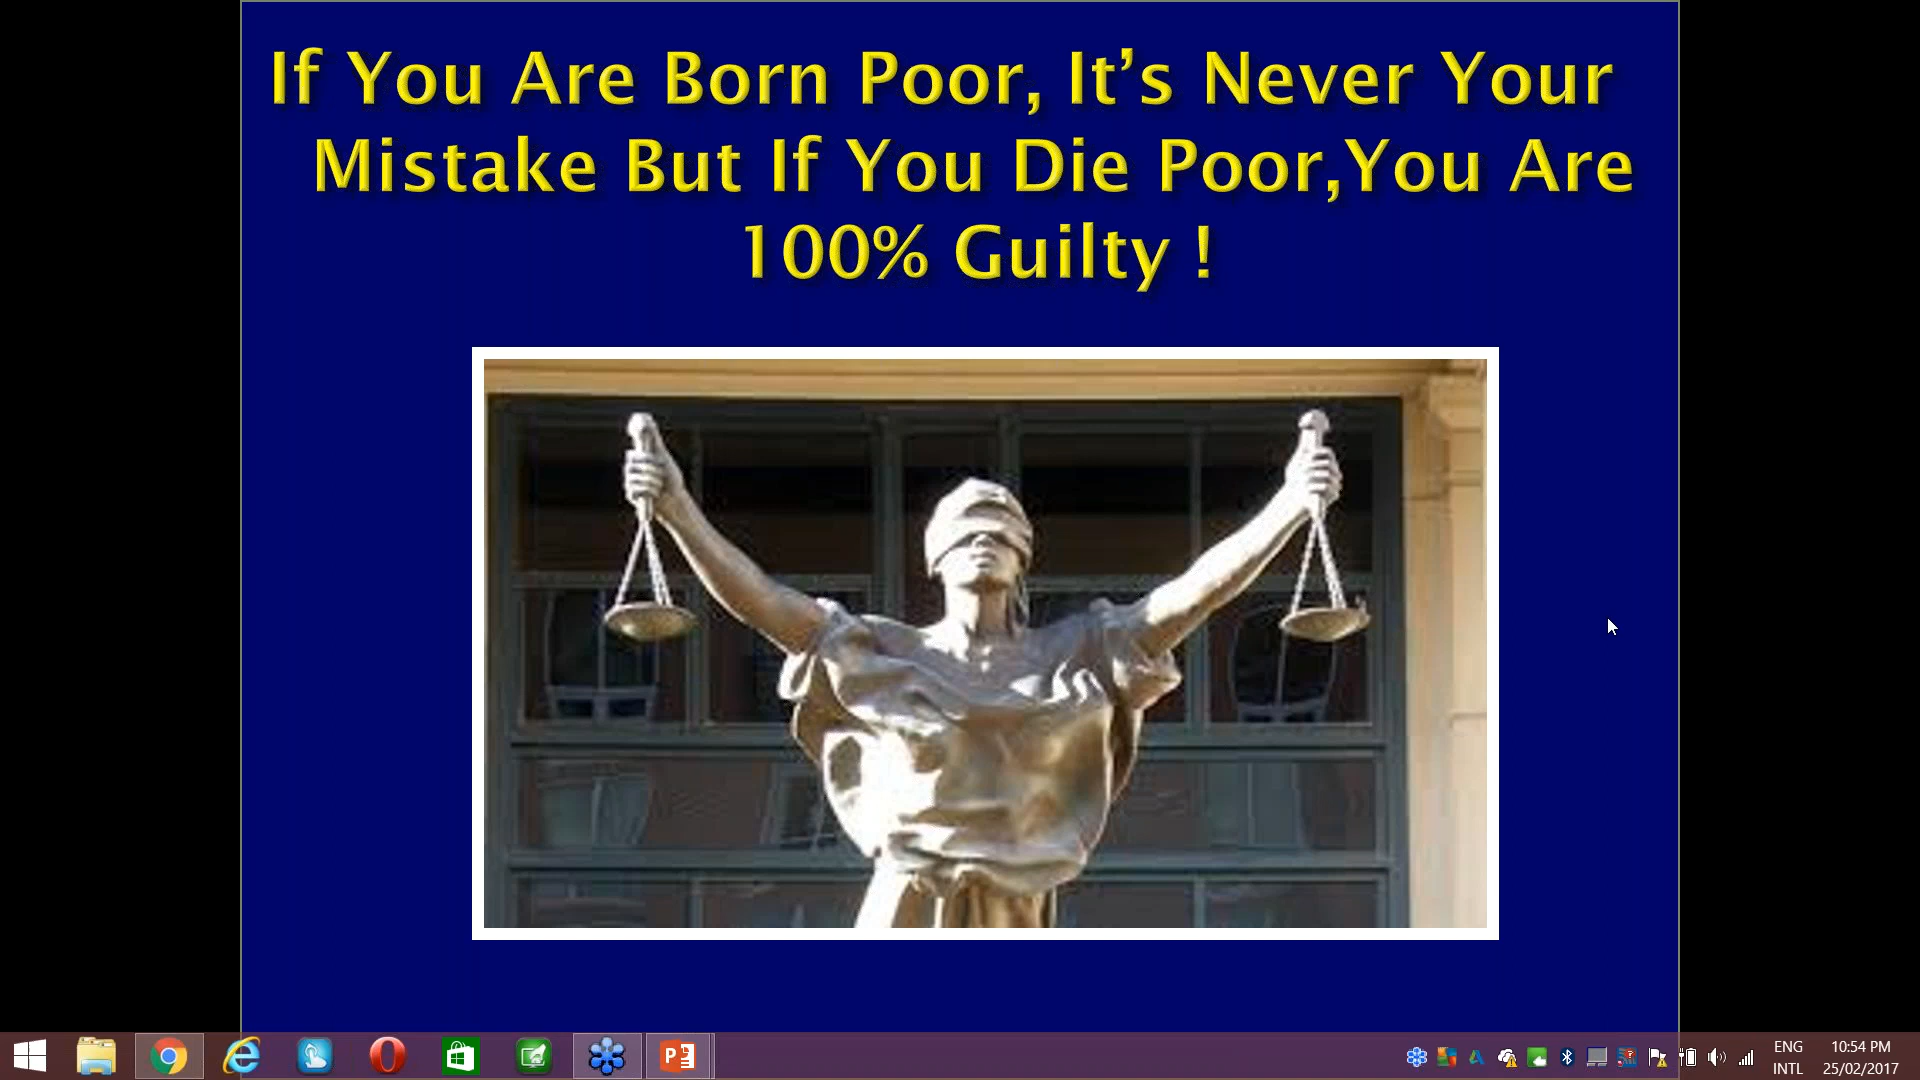 If You Are Born Poor, It’s Never Your
Mistake But If You Die Poor,You Are
100% Guilty !
ENG
INTL
10:54 PM
25/02/2017